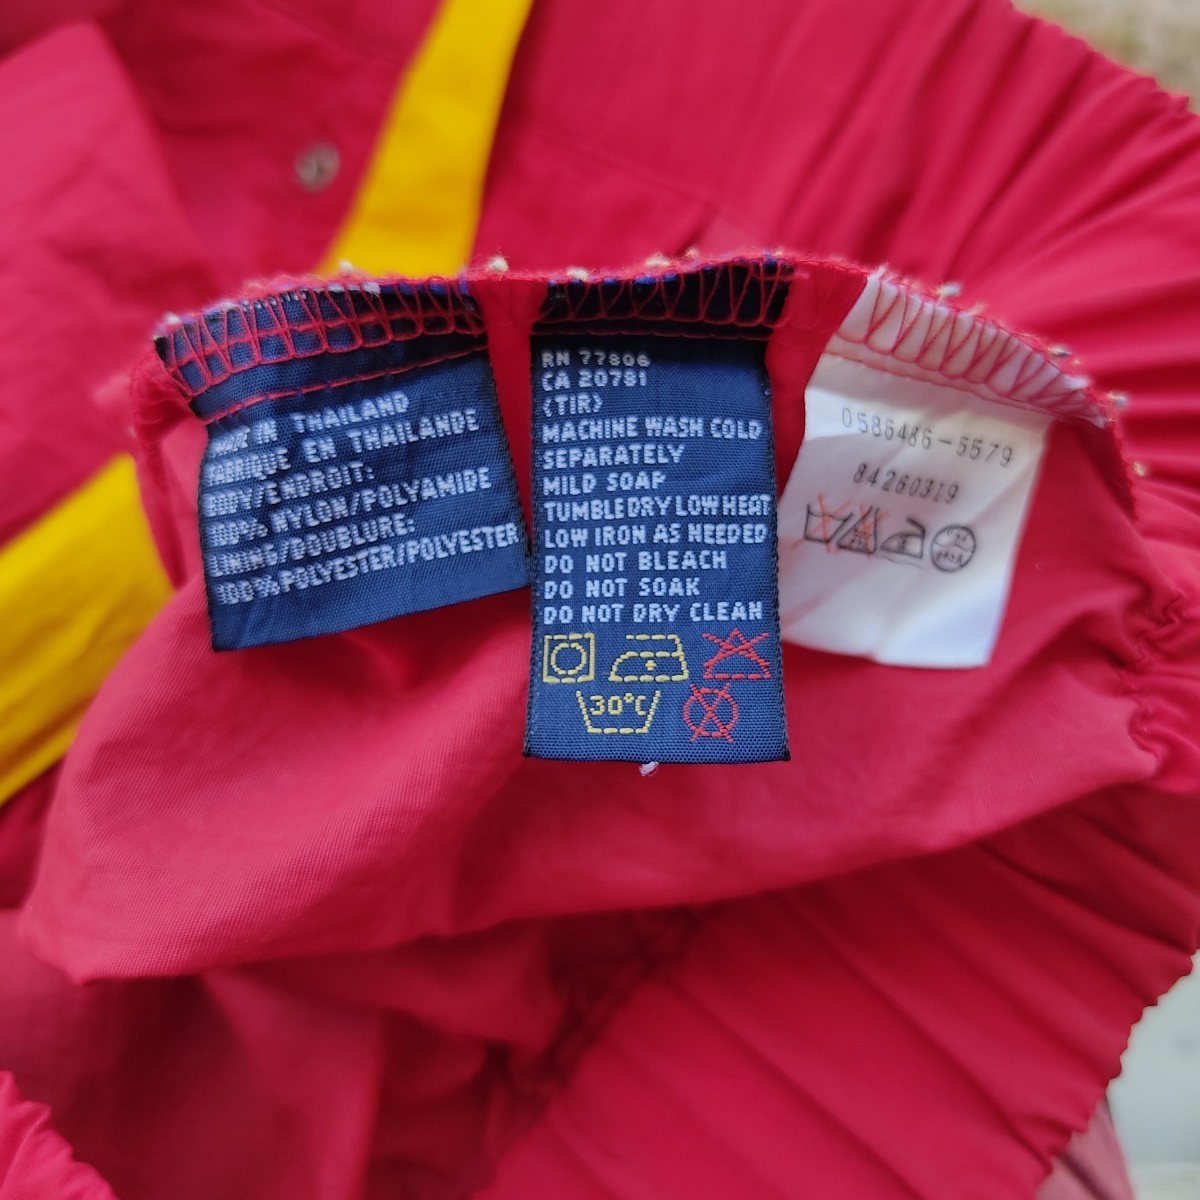 MADE IN THAILAND
FABRIQUE EN THAILANDE
BODY/ENDROIT:
100% NYLON/POLYAMIDE
LINING/DOUBLURE:
100%POLYESTER/POLYESTER
RN 77806
CA 20781
(TIR)
MACHINE WASH COLD
SEPARATELY
MILD SOAP
TUMBLE DRY LOW HEAT
LOW IRON AS NEEDED
DO NOT BLEACH
DO NOT SOAK
DO NOT DRY CLEAN
30°C
0586486-5579
84260319